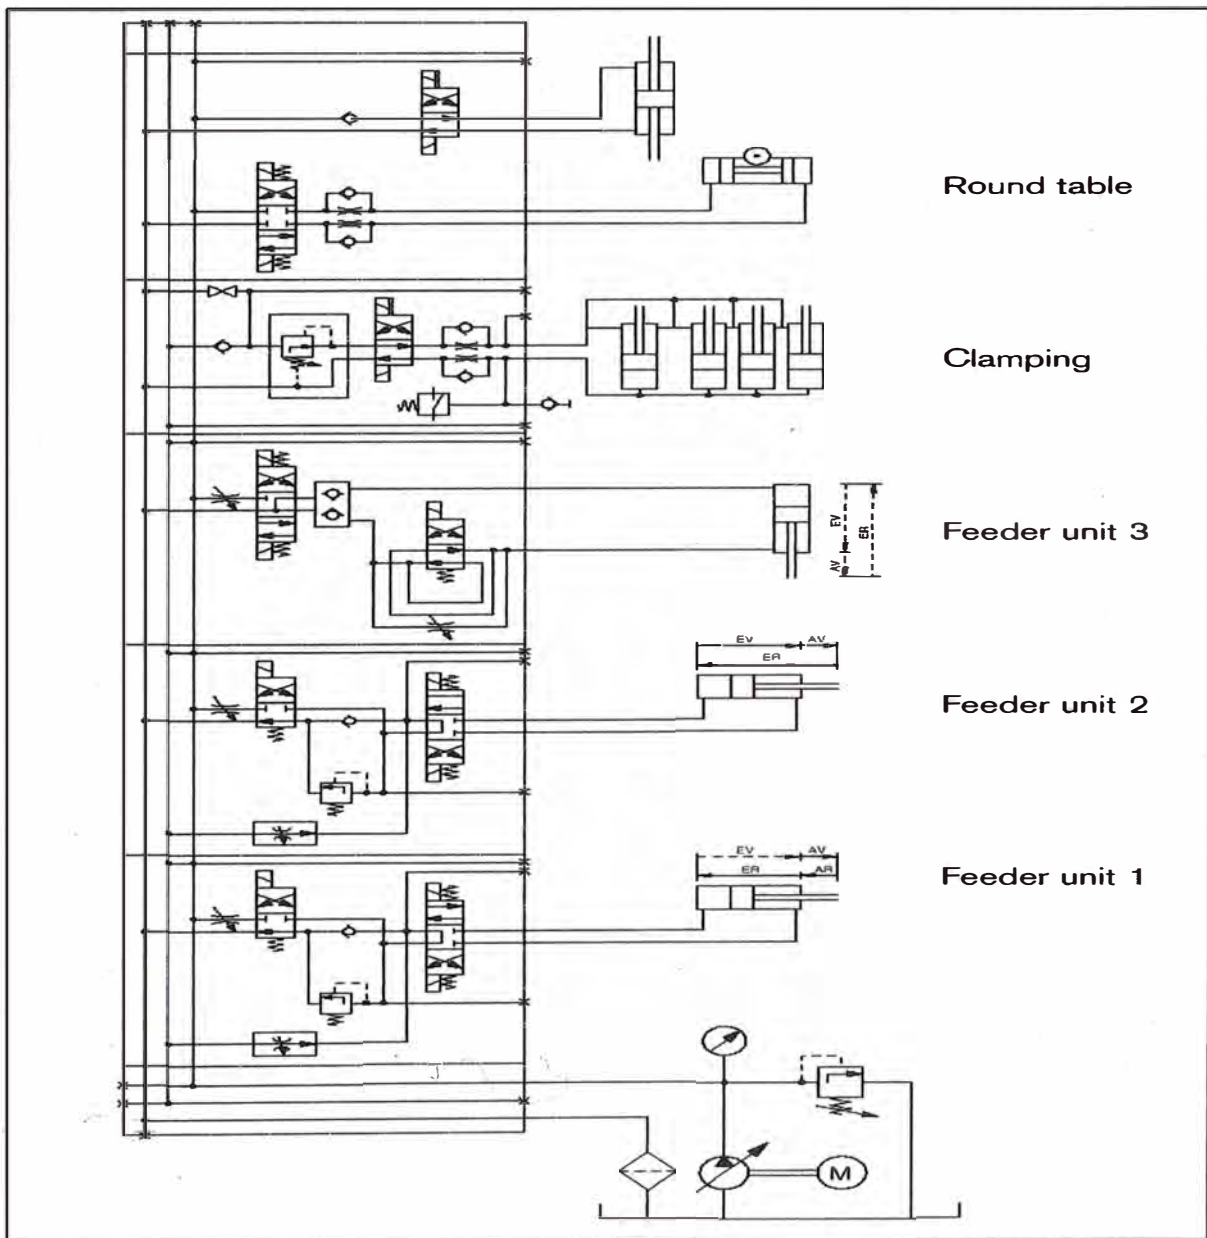 Round table
Clamping
EV
ER
AV
Feeder unit 3
EV AV
ER
Feeder unit 2
EV AV
ER AR
Feeder unit 1
M